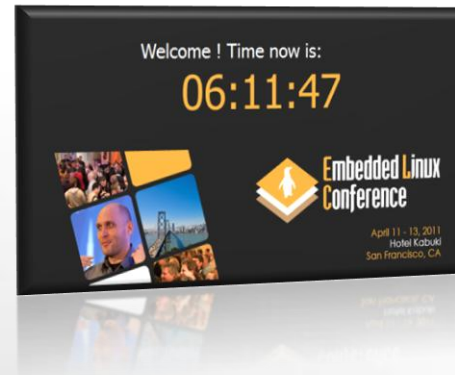 Welcome ! Time now is:
06:11:47
Embedded Linux
Conference
April 11 - 13, 2011
Hotel Kabuki
San Francisco, CA